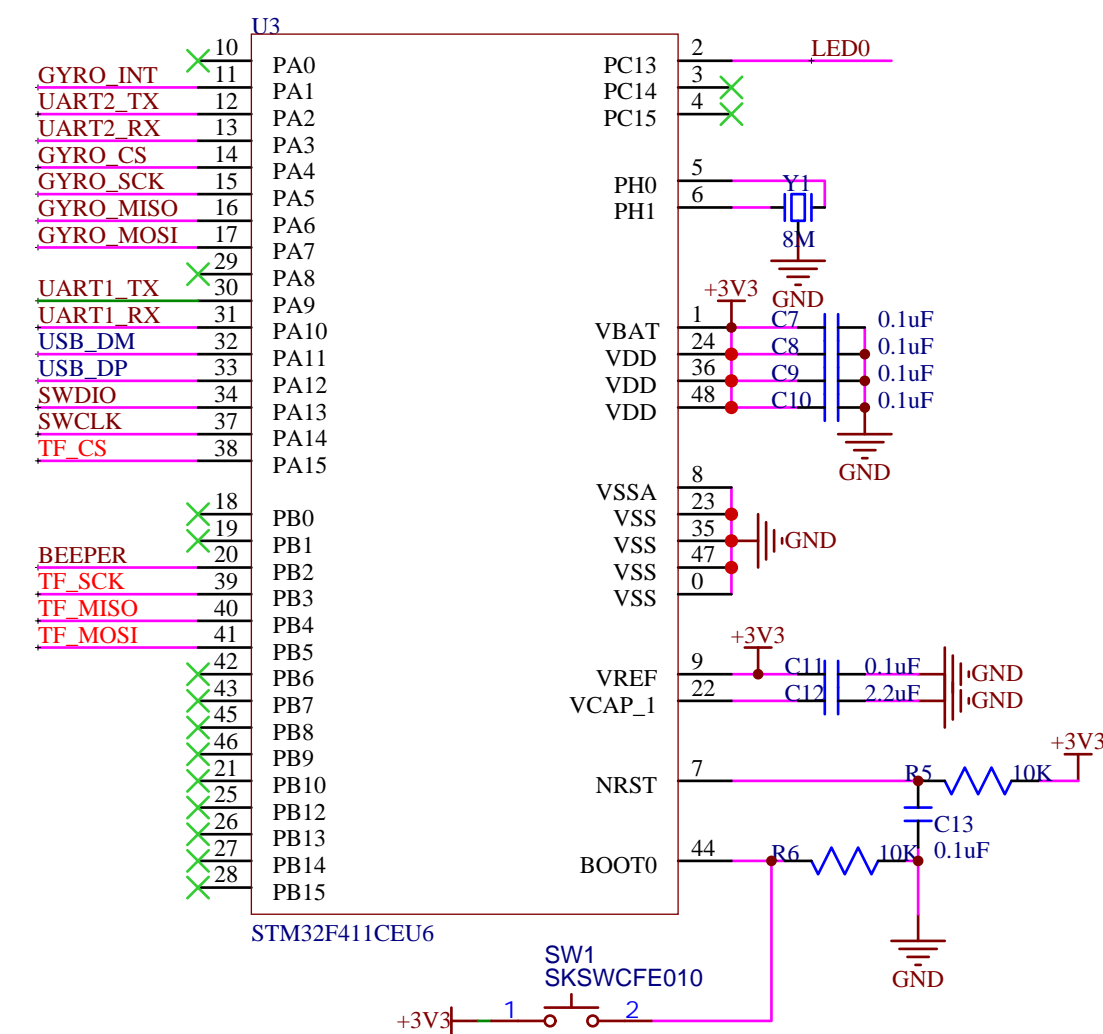 U3
10 PA0
GYRO_INT 11 PA1
UART2_TX 12 PA2
UART2_RX 13 PA3
GYRO_CS 14 PA4
GYRO_SCK 15 PA5
GYRO_MISO 16 PA6
GYRO_MOSI 17 PA7
29 PA8
UART1_TX 30 PA9
UART1_RX 31 PA10
USB_DM 32 PA11
USB_DP 33 PA12
SWDIO 34 PA13
SWCLK 37 PA14
TF_CS 38 PA15
18 PB0
19 PB1
BEEPER 20 PB2
TF_SCK 39 PB3
TF_MISO 40 PB4
TF_MOSI 41 PB5
42 PB6
43 PB7
45 PB8
46 PB9
21 PB10
25 PB12
26 PB13
27 PB14
28 PB15
PC13 2 LED0
PC14 3
PC15 4
PH0 5
PH1 6
Y1
8M
GND
+3V3
VBAT 1 C7 0.1uF
VDD 24 C8 0.1uF
VDD 36 C9 0.1uF
VDD 48 C10 0.1uF
GND
VSSA 8
VSS 23
VSS 35 GND
VSS 47
VSS 0
+3V3
VREF 9 C11 0.1uF GND
VCAP_1 22 C12 2.2uF GND
+3V3
NRST 7 R5 10K
C13
0.1uF
BOOT0 44 R6 10K
GND
STM32F411CEU6
SW1
SKSWCFE010
+3V3 1 2